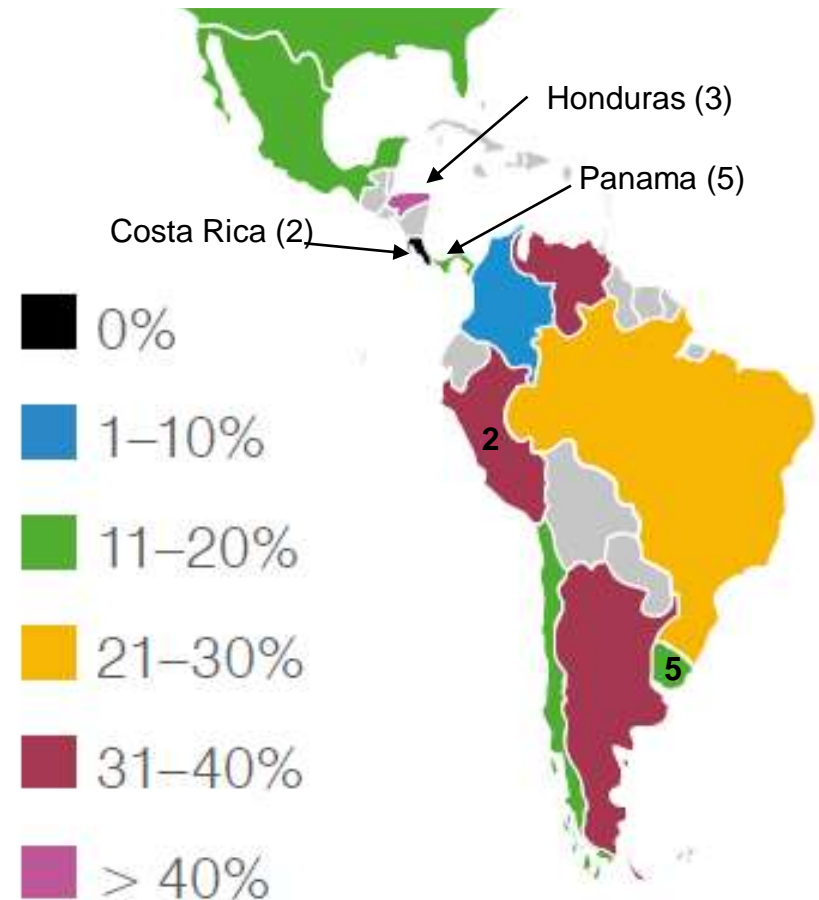 Honduras (3)
Panama (5)
Costa Rica (2)
0%
1–10%
11–20%
21–30%
31–40%
> 40%
2
5